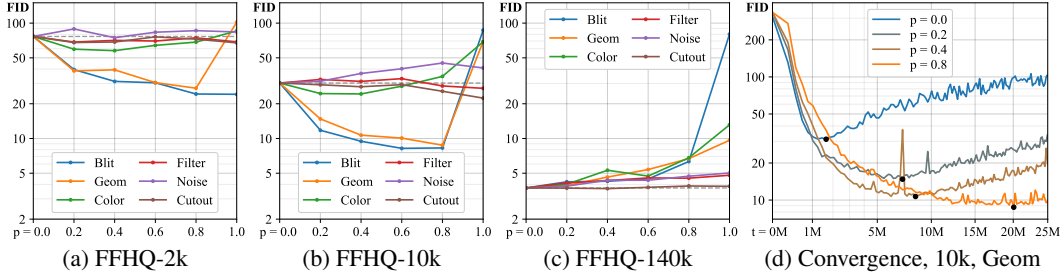 FID
100
50
20
10
5
2
Blit
Geom
Color
Filter
Noise
Cutout
p = 0.0 0.2 0.4 0.6 0.8 1.0
(a) FFHQ-2k
FID
100
50
20
10
5
2
Blit
Geom
Color
Filter
Noise
Cutout
p = 0.0 0.2 0.4 0.6 0.8 1.0
(b) FFHQ-10k
FID
Blit
Geom
Color
Filter
Noise
Cutout
50
20
10
5
2
p = 0.0 0.2 0.4 0.6 0.8 1.0
(c) FFHQ-140k
FID
p = 0.0
p = 0.2
p = 0.4
p = 0.8
100
50
20
10
t = 0M 1M 5M 10M 15M 20M 25M
(d) Convergence, 10k, Geom